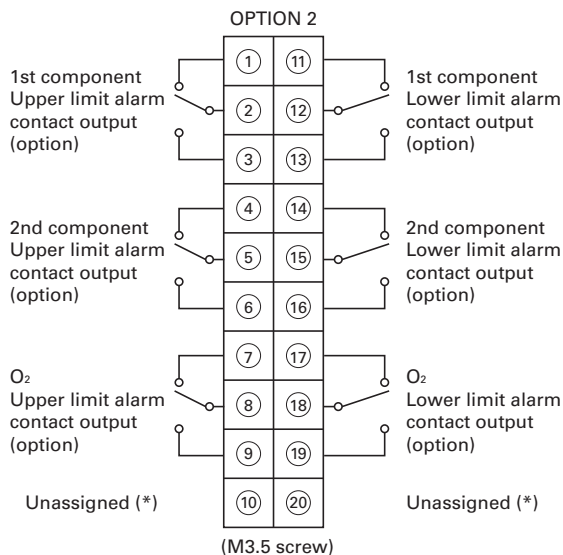 OPTION 2
1st component
Upper limit alarm
contact output
(option)
① ⑪
② ⑫
③ ⑬
1st component
Lower limit alarm
contact output
(option)
2nd component
Upper limit alarm
contact output
(option)
④ ⑭
⑤ ⑮
⑥ ⑯
2nd component
Lower limit alarm
contact output
(option)
O₂
Upper limit alarm
contact output
(option)
⑦ ⑰
⑧ ⑱
⑨ ⑲
O₂
Lower limit alarm
contact output
(option)
Unassigned (*)
⑩ ⑳
Unassigned (*)
(M3.5 screw)